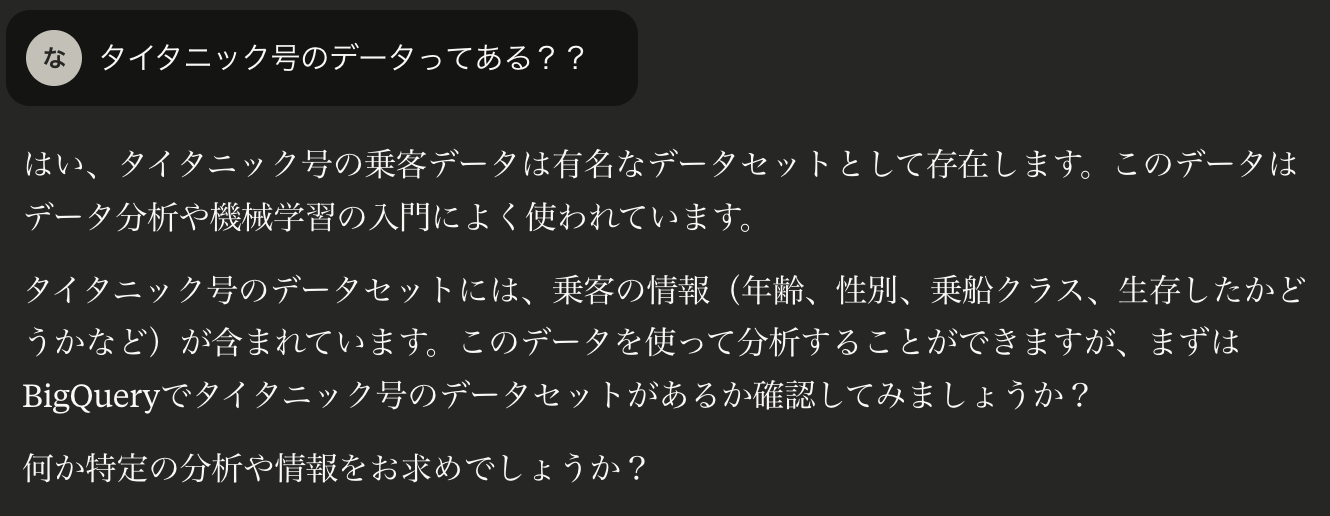 な タイタニック号のデータってある？？
はい、タイタニック号の乗客データは有名なデータセットとして存在します。このデータは
データ分析や機械学習の入門によく使われています。
タイタニック号のデータセットには、乗客の情報（年齢、性別、乗船クラス、生存したかど
うかなど）が含まれています。このデータを使って分析することができますが、まずは
BigQueryでタイタニック号のデータセットがあるか確認してみましょうか？
何か特定の分析や情報をお求めでしょうか？